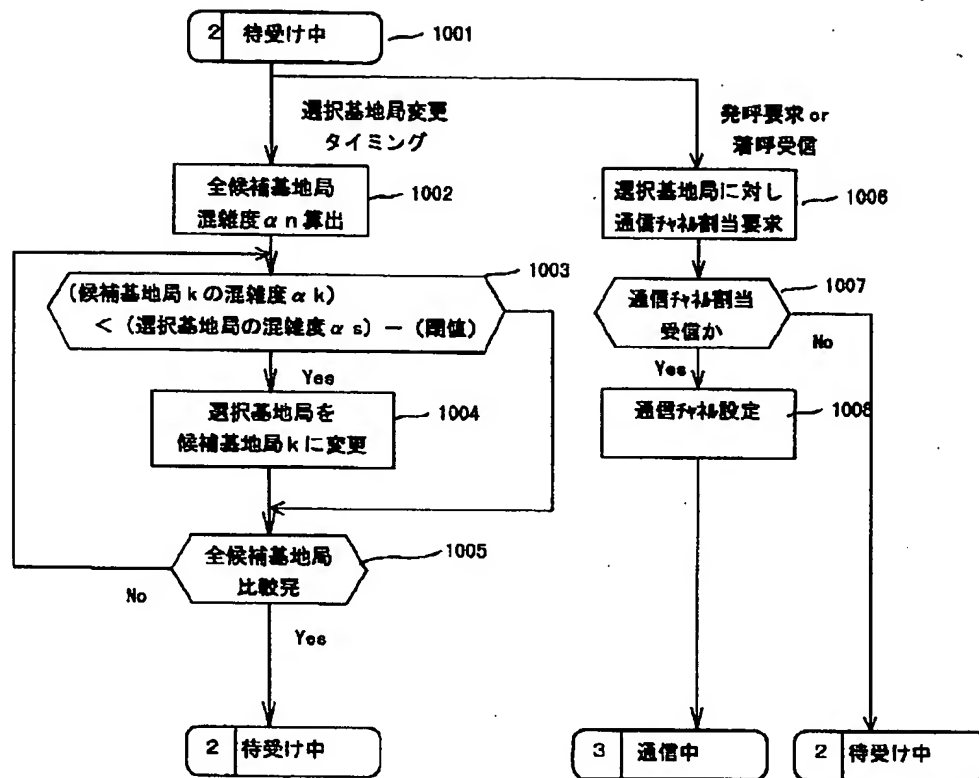 2 待受け中 1001
選択基地局変更
タイミング
発呼要求 or
着呼受信
全候補基地局
混雑度αn算出
1002
選択基地局に対し
通信チャネル割当要求
1006
1003
(候補基地局kの混雑度αk)
<(選択基地局の混雑度αs)-(閾値)
通信チャネル割当
受信か
1007
No
Yes
Yes
選択基地局を
候補基地局kに変更
1004
通信チャネル設定
1008
全候補基地局
比較完
1005
No
Yes
2 待受け中
3 通信中
2 待受け中